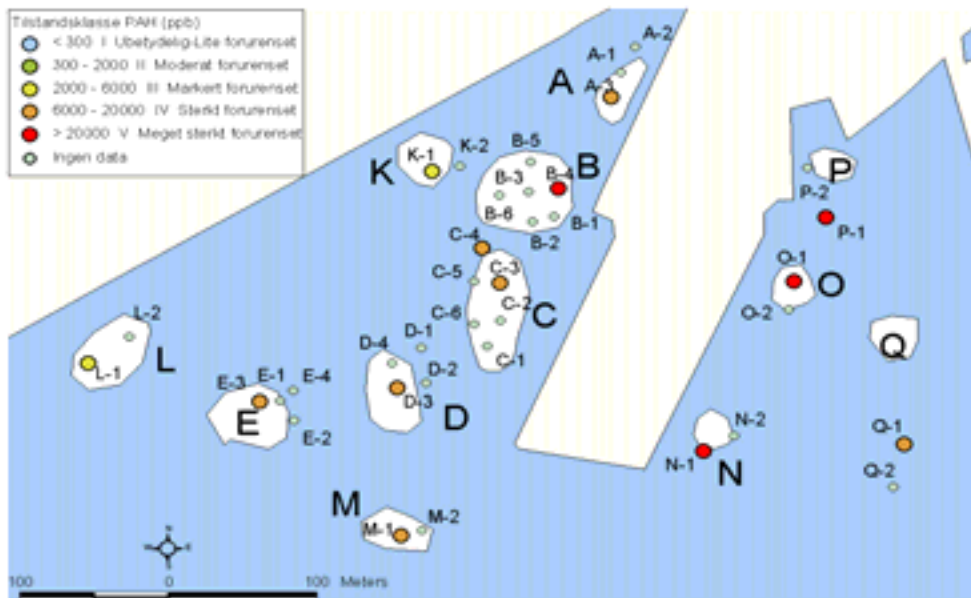 Tilstandsklasse PAH (ppb)
< 300 I Ubetydelig-Lite forurenset
300 - 2000 II Moderat forurenset
2000 - 6000 III Markert forurenset
6000 - 20000 IV Sterkt forurenset
> 20000 V Meget sterkt forurenset
Ingen data
A-2
A-1
A
A-3
K-1
K-2
K
B-5
B
B-4
B-3
B-6
B-1
B-2
P
P-2
P-1
C-4
C-3
C-5
C-2
C
C-6
C-1
O-1
O
O-2
L-2
L
L-1
D-1
D-4
D-2
D-3
D
Q
E-3
E-1
E-4
E
E-2
N-2
N-1
N
Q-1
Q-2
M
M-1
M-2
N
W
E
S
100 0 100 Meters